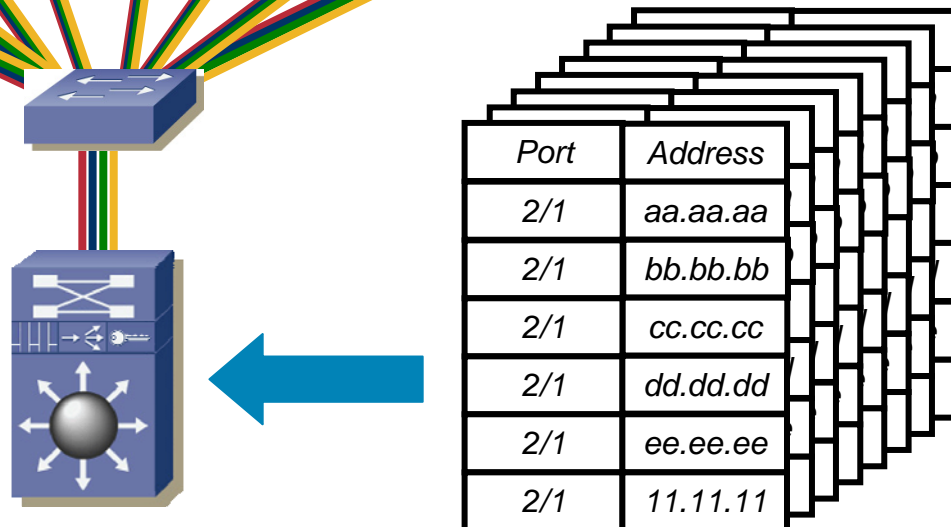 Port Address
2/1 aa.aa.aa
2/1 bb.bb.bb
2/1 cc.cc.cc
2/1 dd.dd.dd
2/1 ee.ee.ee
2/1 11.11.11